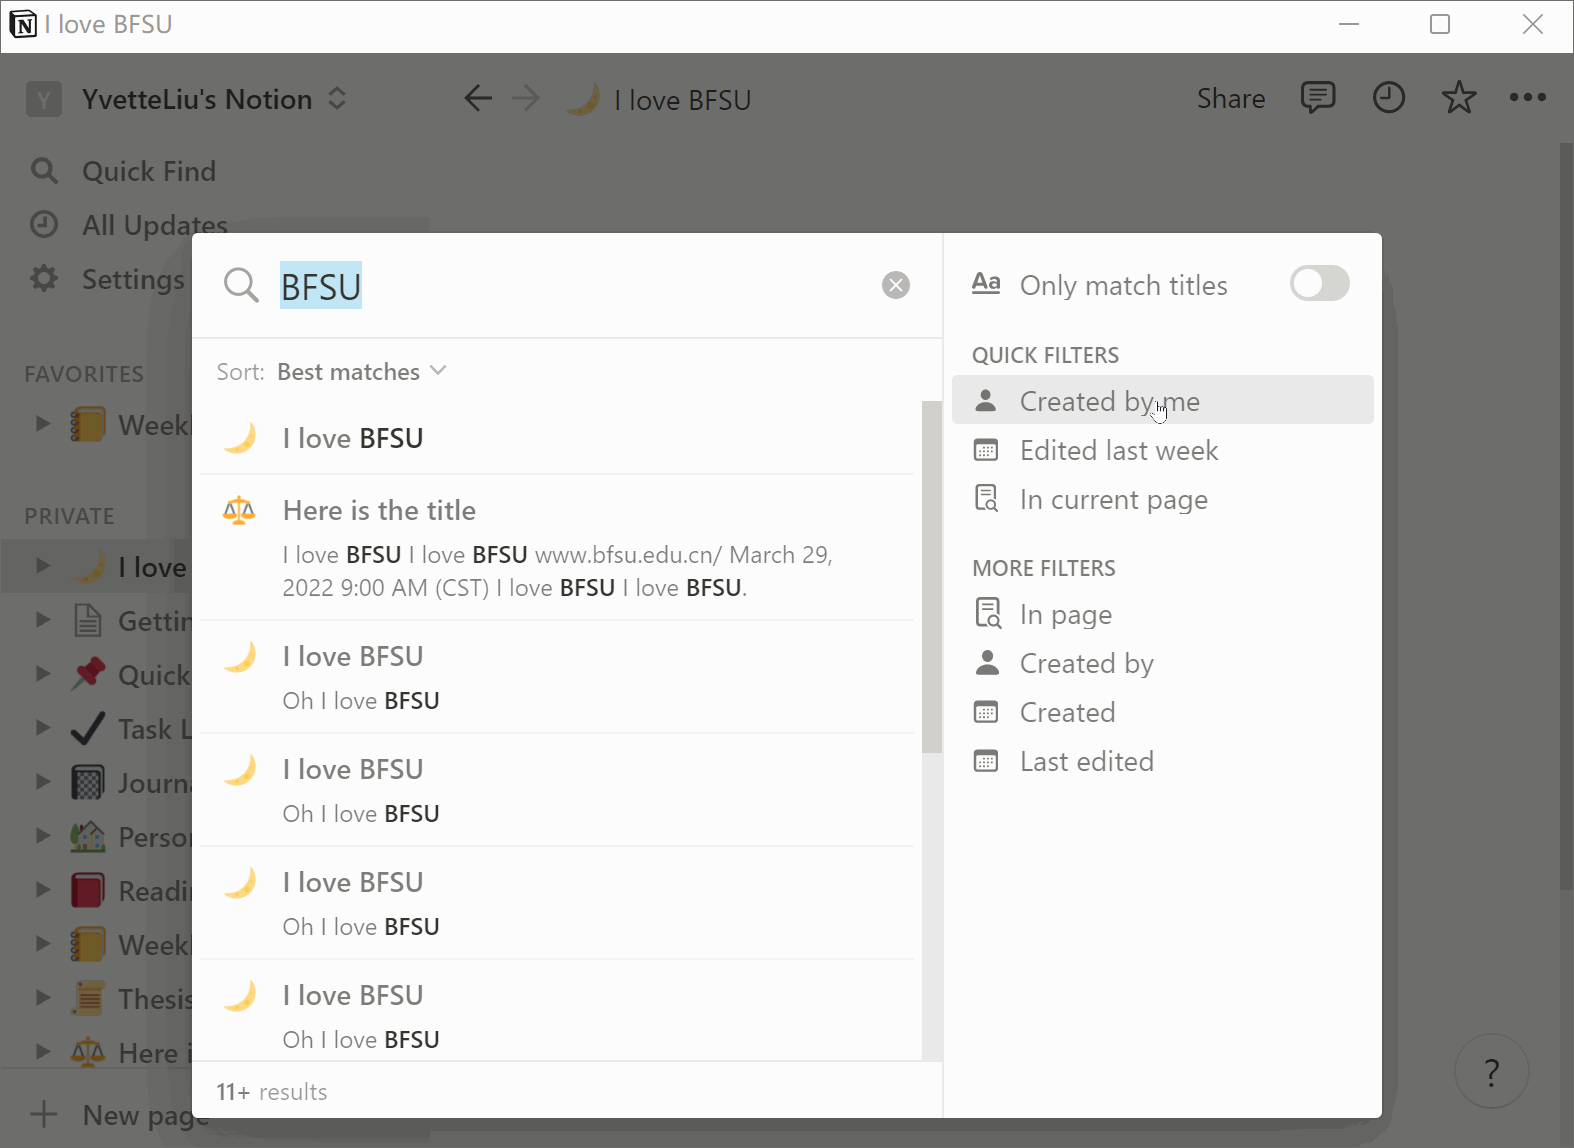 I love BFSU
Y YvetteLiu's Notion
I love BFSU
Share
Quick Find
All Updates
Settings
FAVORITES
Weekl
PRIVATE
I love
Gettin
Quick
Task L
Journa
Person
Readin
Weekl
Thesis
Here i
New page
BFSU
Sort: Best matches
I love BFSU
Here is the title
I love BFSU I love BFSU www.bfsu.edu.cn/ March 29,
2022 9:00 AM (CST) I love BFSU I love BFSU.
I love BFSU
Oh I love BFSU
I love BFSU
Oh I love BFSU
I love BFSU
Oh I love BFSU
I love BFSU
Oh I love BFSU
11+ results
Aa Only match titles
QUICK FILTERS
Created by me
Edited last week
In current page
MORE FILTERS
In page
Created by
Created
Last edited
?